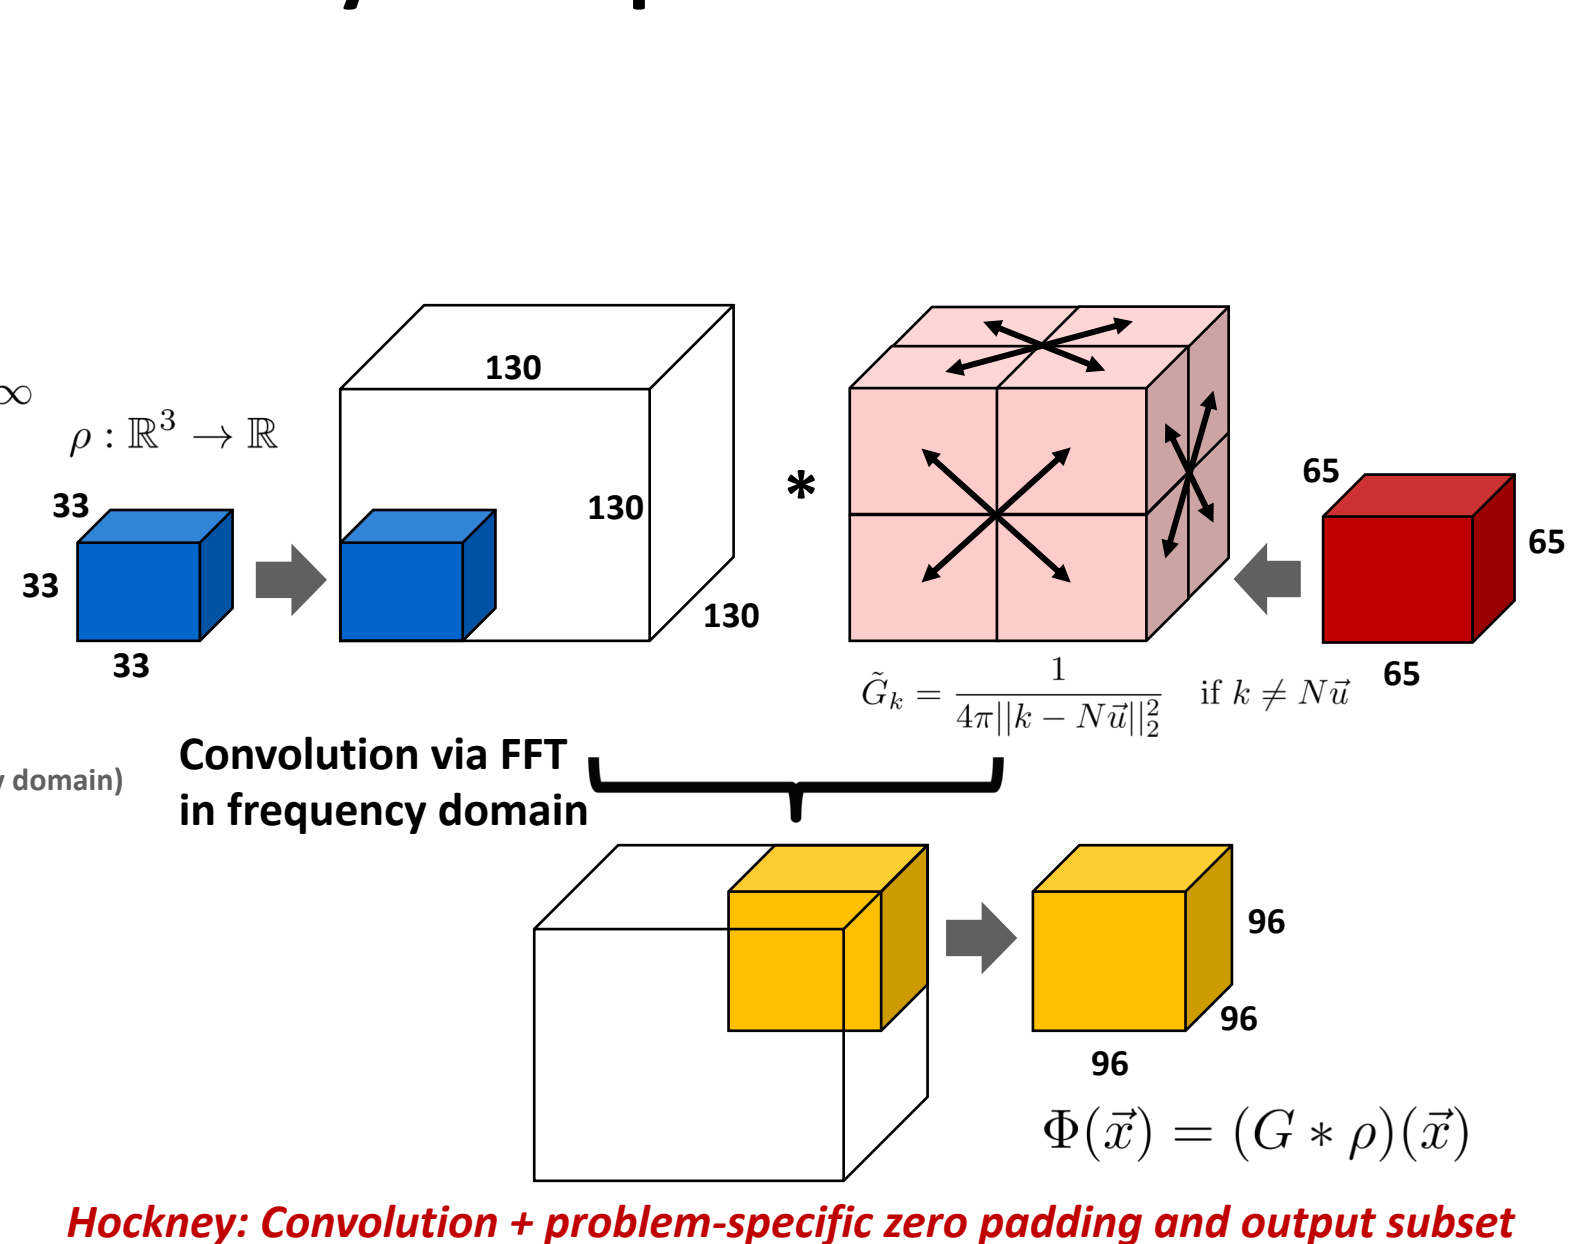 130
∞
ρ : ℝ³ → ℝ
33
33
33
130
130
*
65
65
65
G̃ₖ = 1 / 4π||k − Nu⃗||₂² if k ≠ Nu⃗
Convolution via FFT
in frequency domain
domain)
96
96
96
Φ(x⃗) = (G ∗ ρ)(x⃗)
Hockney: Convolution + problem-specific zero padding and output subset